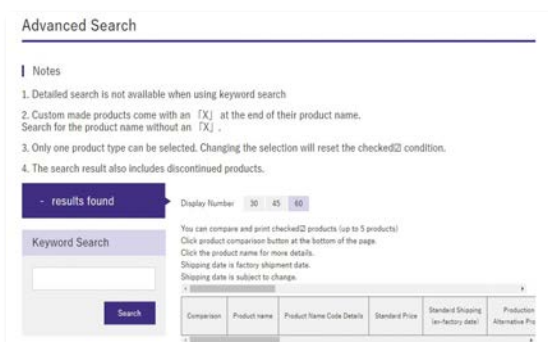 Advanced Search
Notes
1. Detailed search is not available when using keyword search
2. Custom made products come with an 「X」 at the end of their product name.
Search for the product name without an 「X」.
3. Only one product type can be selected. Changing the selection will reset the checked☑ condition.
4. The search result also includes discontinued products.
- results found
Display Number 30 45 60
You can compare and print checked☑ products (up to 5 products)
Click product comparison button at the bottom of the page.
Click the product name for more details.
Shipping date is factory shipment date.
Shipping date is subject to change.
Keyword Search
Search
Comparison Product name Product Name Code Details Standard Price Standard Shipping Production
(ex-factory date) Alternative Pro